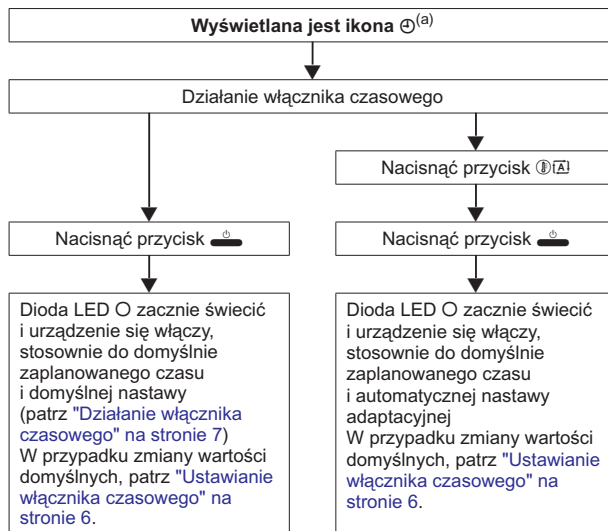 Wyświetlana jest ikona (a)
Działanie włącznika czasowego
Nacisnąć przycisk A
Nacisnąć przycisk
Nacisnąć przycisk
Dioda LED O zacznie świecić
i urządzenie się włączy,
stosownie do domyślnie
zaplanowanego czasu
i domyślnej nastawy
(patrz "Działanie włącznika
czasowego" na stronie 7)
W przypadku zmiany wartości
domyślnych, patrz "Ustawianie
włącznika czasowego" na
stronie 6.
Dioda LED O zacznie świecić
i urządzenie się włączy,
stosownie do domyślnie
zaplanowanego czasu
i automatycznej nastawy
adaptacyjnej
W przypadku zmiany wartości
domyślnych, patrz "Ustawianie
włącznika czasowego" na
stronie 6.